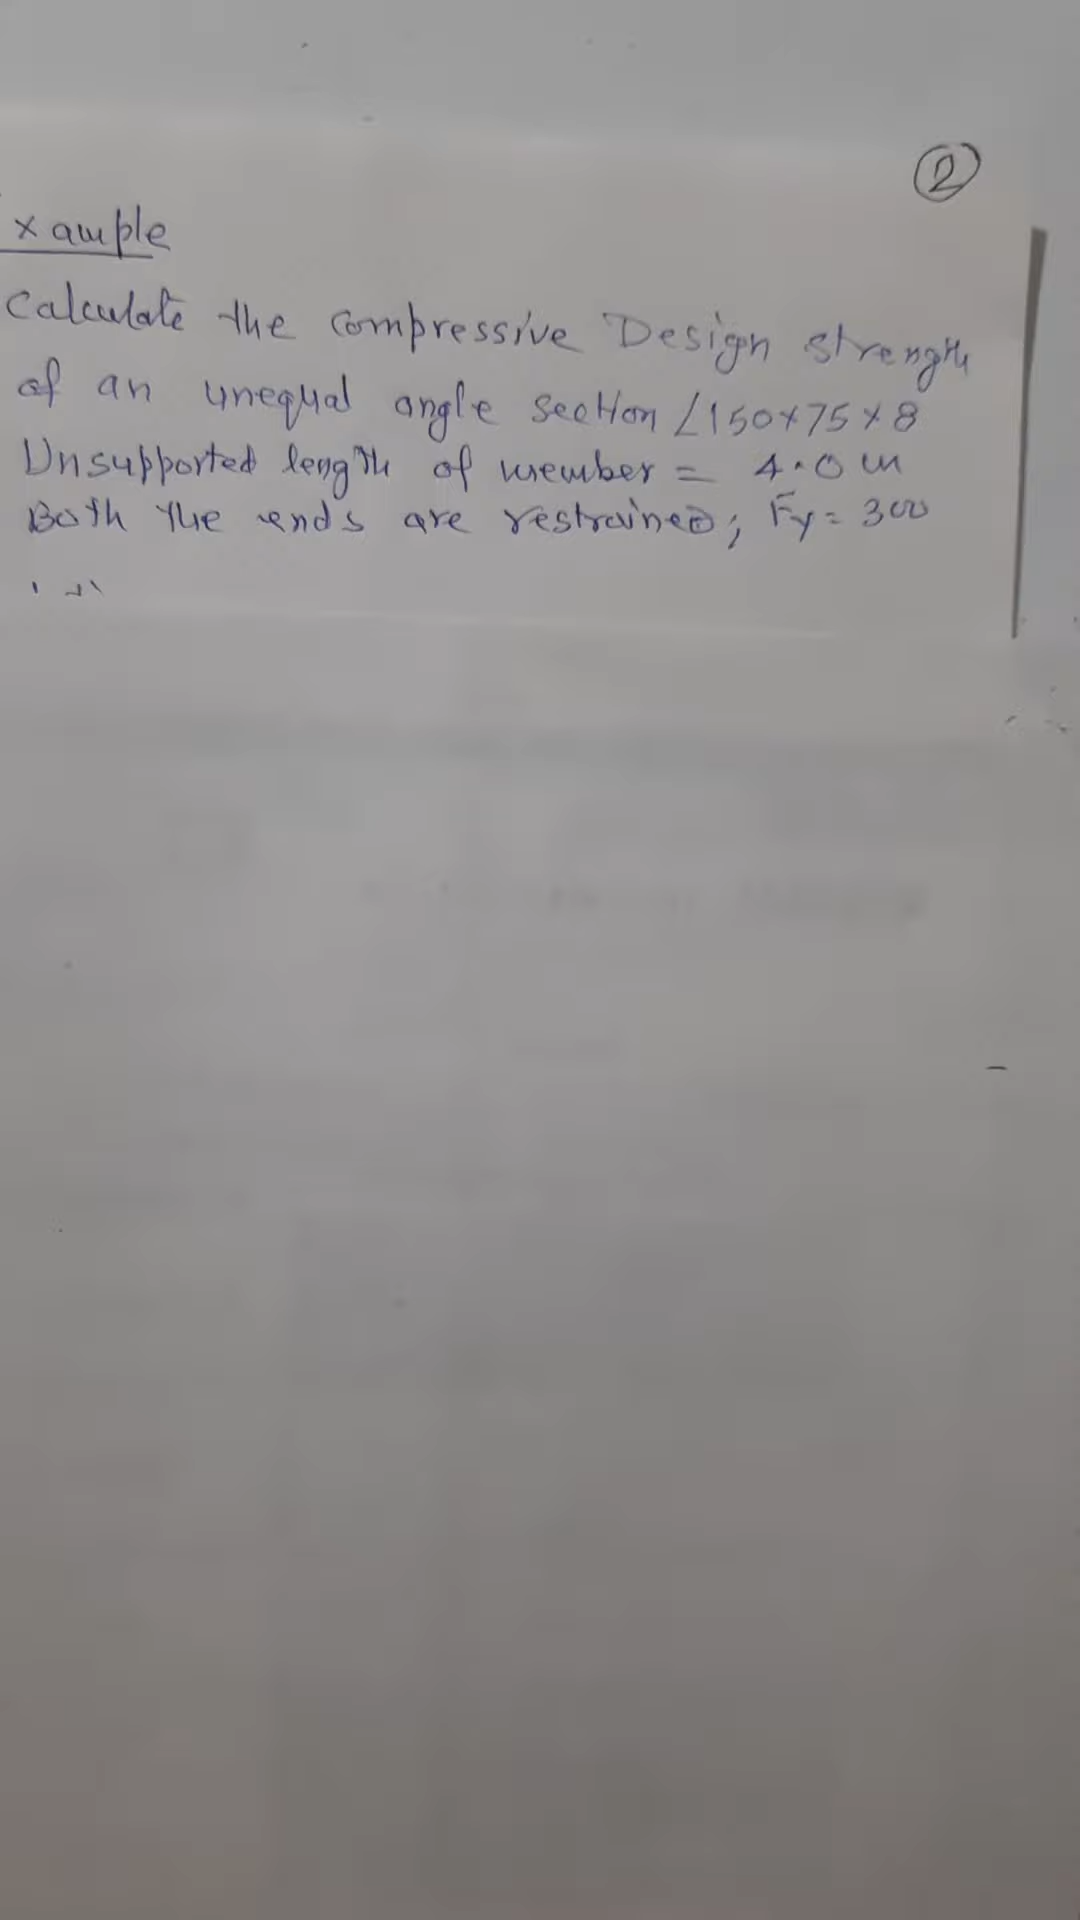 2
xample
Calculate the compressive Design strength
of an unequal angle section ∠150×75×8
Unsupported length of member = 4.0 m
Both the ends are restrained; Fy = 300